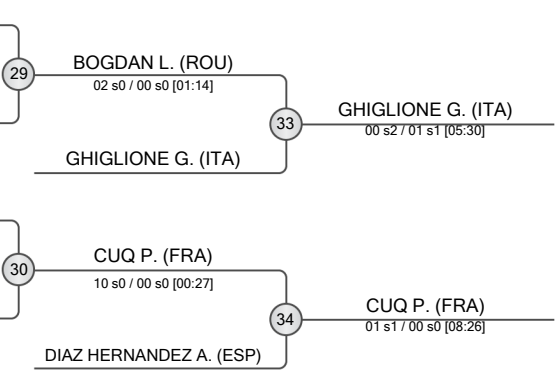 29
BOGDAN L. (ROU)
02 s0 / 00 s0 [01:14]
33
GHIGLIONE G. (ITA)
00 s2 / 01 s1 [05:30]
GHIGLIONE G. (ITA)
30
CUQ P. (FRA)
10 s0 / 00 s0 [00:27]
34
CUQ P. (FRA)
01 s1 / 00 s0 [08:26]
DIAZ HERNANDEZ A. (ESP)